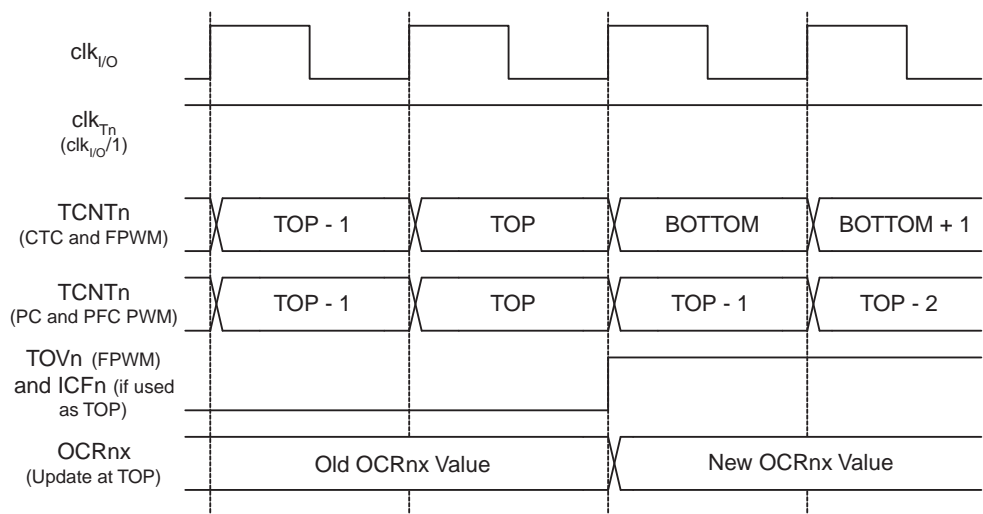 clkI/O
clkTn
(clkI/O/1)
TCNTn
(CTC and FPWM)
TOP - 1
TOP
BOTTOM
BOTTOM + 1
TCNTn
(PC and PFC PWM)
TOP - 1
TOP
TOP - 1
TOP - 2
TOVn (FPWM)
and ICFn (if used
as TOP)
OCRnx
(Update at TOP)
Old OCRnx Value
New OCRnx Value